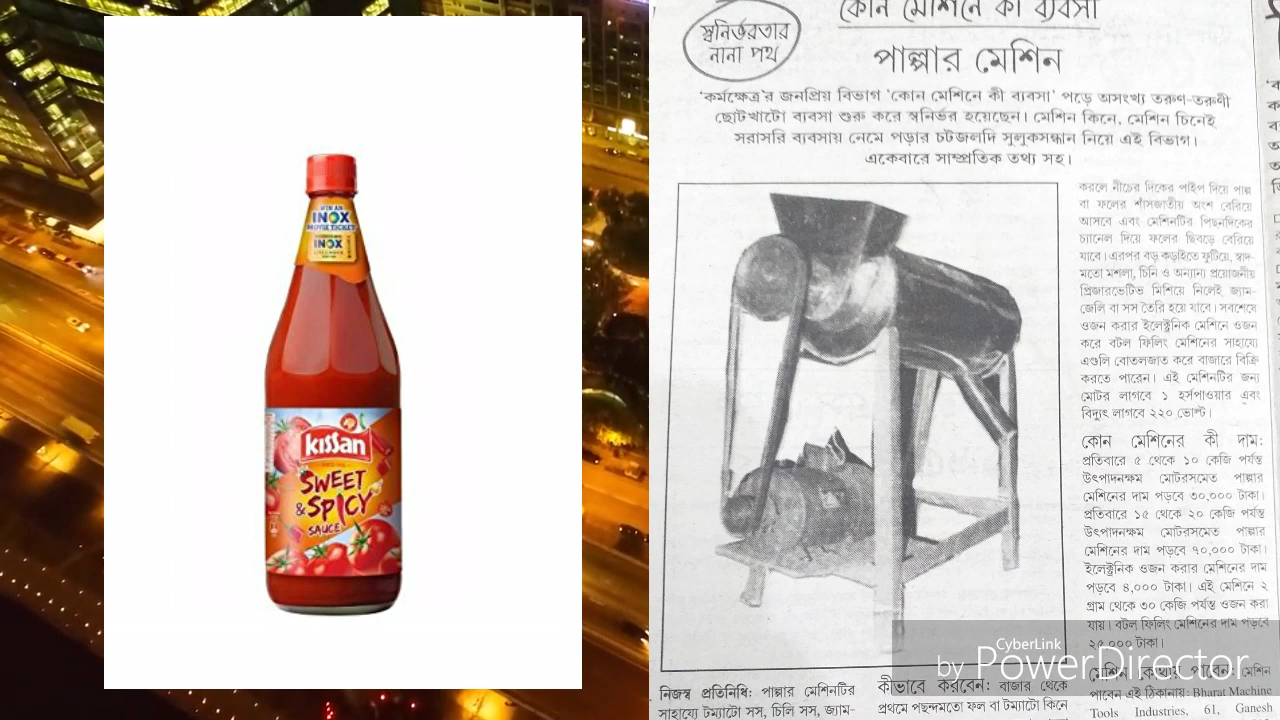 WIN AN
INOX
MOVIE TICKET
INOX
kissan
SWEET
& SPICY
SAUCE
কোন মেশিনে কী ব্যবসা
স্বনির্ভরতার
নানা পথ
পাল্পার মেশিন
'কর্মক্ষেত্র'র জনপ্রিয় বিভাগ 'কোন মেশিনে কী ব্যবসা' পড়ে অসংখ্য তরুণ-তরুণী
ছোটখাটো ব্যবসা শুরু করে স্বনির্ভর হয়েছেন। মেশিন কিনে, মেশিন চিনেই
সরাসরি ব্যবসায় নেমে পড়ার চটজলদি সুলুকসন্ধান নিয়ে এই বিভাগ।
একেবারে সাম্প্রতিক তথ্য সহ।
করলে নীচের দিকের পাইপ দিয়ে পাল্প
বা ফলের শাঁসজাতীয় অংশ বেরিয়ে
আসবে এবং মেশিনটির পিছনদিকের
চ্যানেল দিয়ে ফলের ছিবড়ে বেরিয়ে
যাবে। এরপর বড় কড়াইতে ফুটিয়ে, স্বাদ-
মতো মশলা, চিনি ও অন্যান্য প্রয়োজনীয়
প্রিজারভেটিভ মিশিয়ে নিলেই জ্যাম-
জেলি বা সস তৈরি হয়ে যাবে। সবশেষে
ওজন করার ইলেক্ট্রনিক মেশিনে ওজন
করে বটল ফিলিং মেশিনের সাহায্যে
এগুলি বোতলজাত করে বাজারে বিক্রি
করতে পারেন। এই মেশিনটির জন্য
মোটর লাগবে ১ হর্সপাওয়ার এবং
বিদ্যুৎ লাগবে ২২০ ভোল্ট।
কোন মেশিনের কী দাম:
প্রতিবারে ৫ থেকে ১০ কেজি পর্যন্ত
উৎপাদনক্ষম মোটরসমেত পাল্পার
মেশিনের দাম পড়বে ৩০,০০০ টাকা।
প্রতিবারে ১৫ থেকে ২০ কেজি পর্যন্ত
উৎপাদনক্ষম মোটরসমেত পাল্পার
মেশিনের দাম পড়বে ৭০,০০০ টাকা।
ইলেক্ট্রনিক ওজন করার মেশিনের দাম
পড়বে ৪,০০০ টাকা। এই মেশিনে ২
গ্রাম থেকে ৩০ কেজি পর্যন্ত ওজন করা
যায়। বটল ফিলিং মেশিনের দাম পড়বে
২৫,০০০ টাকা।
মেশিন কোথায় পাবেন: মেশিন
পাবেন এই ঠিকানায়: Bharat Machine
Tools Industries, 61, Ganesh
নিজস্ব প্রতিনিধি: পাল্পার মেশিনটির
সাহায্যে টম্যাটো সস, চিলি সস, জ্যাম-
কীভাবে করবেন: বাজার থেকে
প্রথমে পছন্দমতো ফল বা টম্যাটো কিনে
CyberLink
by PowerDirector